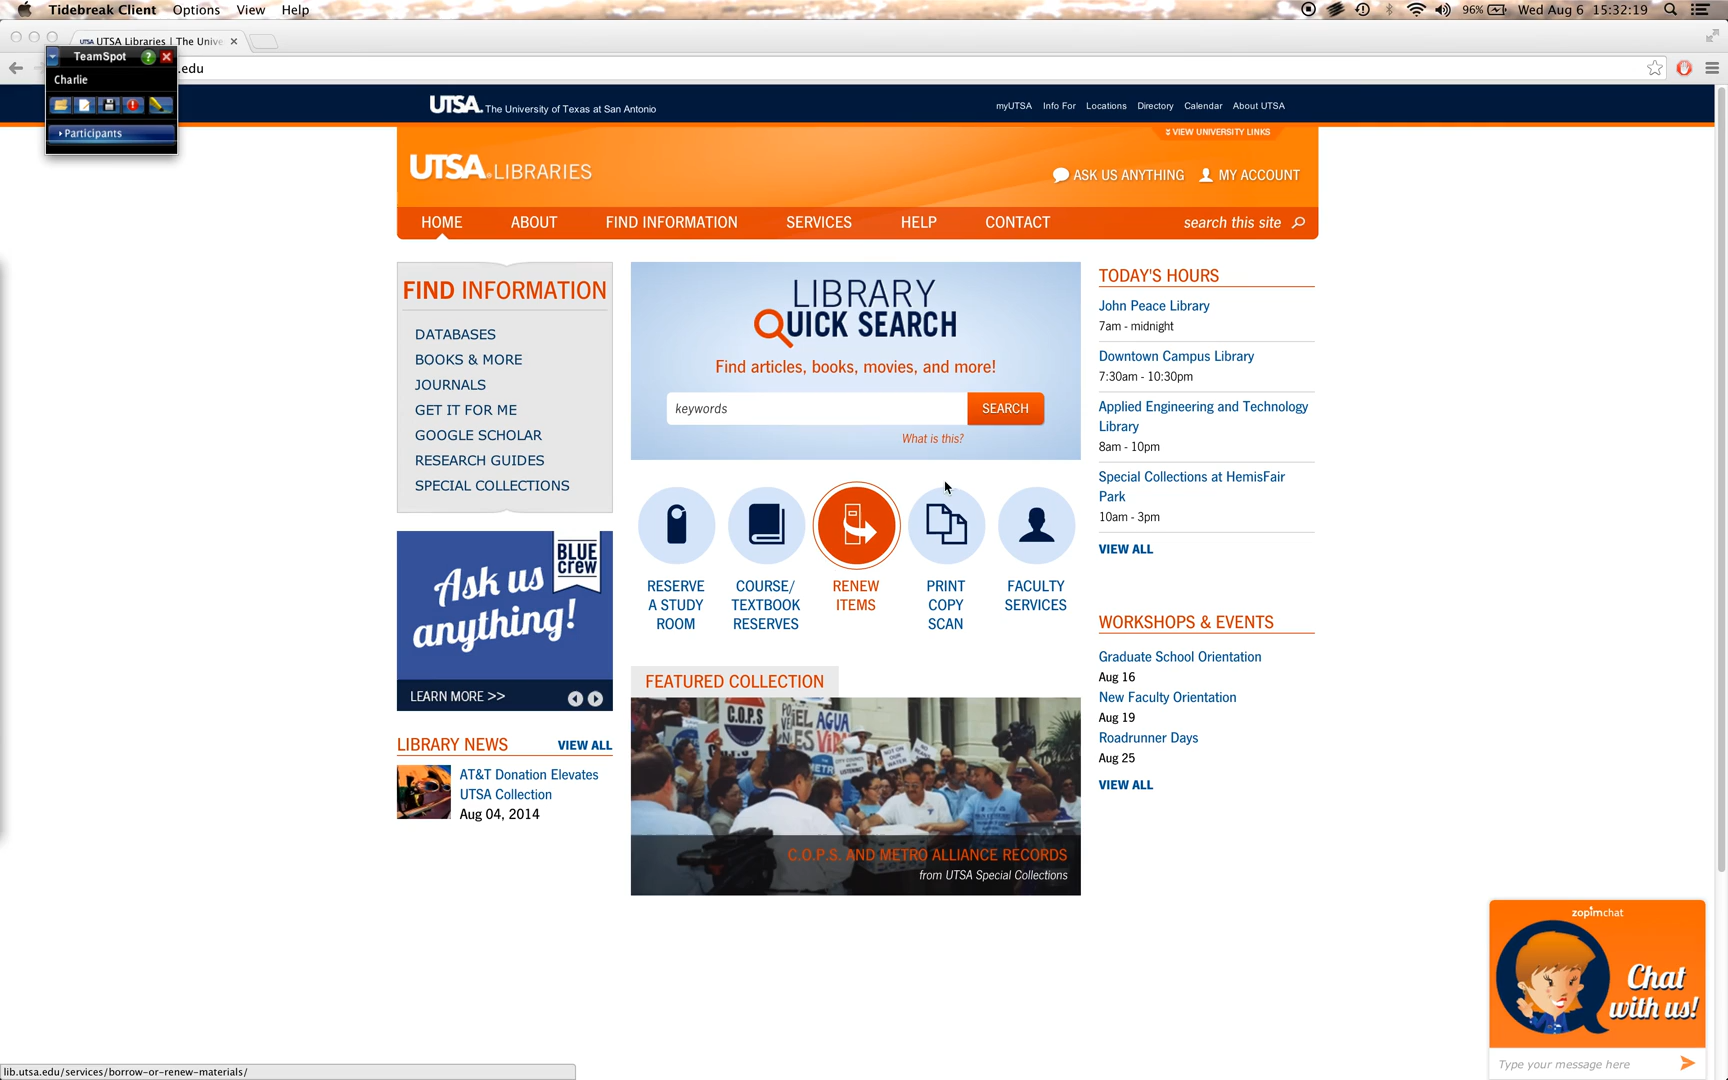 Tidebreak Client Options View Help
96% Wed Aug 6 15:32:19
UTSA UTSA Libraries | The Unive
.edu
TeamSpot ?
Charlie
Participants
UTSA. The University of Texas at San Antonio
myUTSA Info For Locations Directory Calendar About UTSA
VIEW UNIVERSITY LINKS
UTSA. LIBRARIES
ASK US ANYTHING MY ACCOUNT
HOME ABOUT FIND INFORMATION SERVICES HELP CONTACT search this site
FIND INFORMATION
DATABASES
BOOKS & MORE
JOURNALS
GET IT FOR ME
GOOGLE SCHOLAR
RESEARCH GUIDES
SPECIAL COLLECTIONS
BLUE
crew
Ask us
anything!
LEARN MORE >>
LIBRARY NEWS VIEW ALL
AT&T Donation Elevates
UTSA Collection
Aug 04, 2014
LIBRARY
QUICK SEARCH
Find articles, books, movies, and more!
keywords SEARCH
What is this?
RESERVE
A STUDY
ROOM
COURSE/
TEXTBOOK
RESERVES
RENEW
ITEMS
PRINT
COPY
SCAN
FACULTY
SERVICES
FEATURED COLLECTION
C.O.P.S
AGUA
C.O.P.S. AND METRO ALLIANCE RECORDS
from UTSA Special Collections
TODAY'S HOURS
John Peace Library
7am - midnight
Downtown Campus Library
7:30am - 10:30pm
Applied Engineering and Technology
Library
8am - 10pm
Special Collections at HemisFair
Park
10am - 3pm
VIEW ALL
WORKSHOPS & EVENTS
Graduate School Orientation
Aug 16
New Faculty Orientation
Aug 19
Roadrunner Days
Aug 25
VIEW ALL
zopimchat
Chat
with us!
Type your message here
lib.utsa.edu/services/borrow-or-renew-materials/